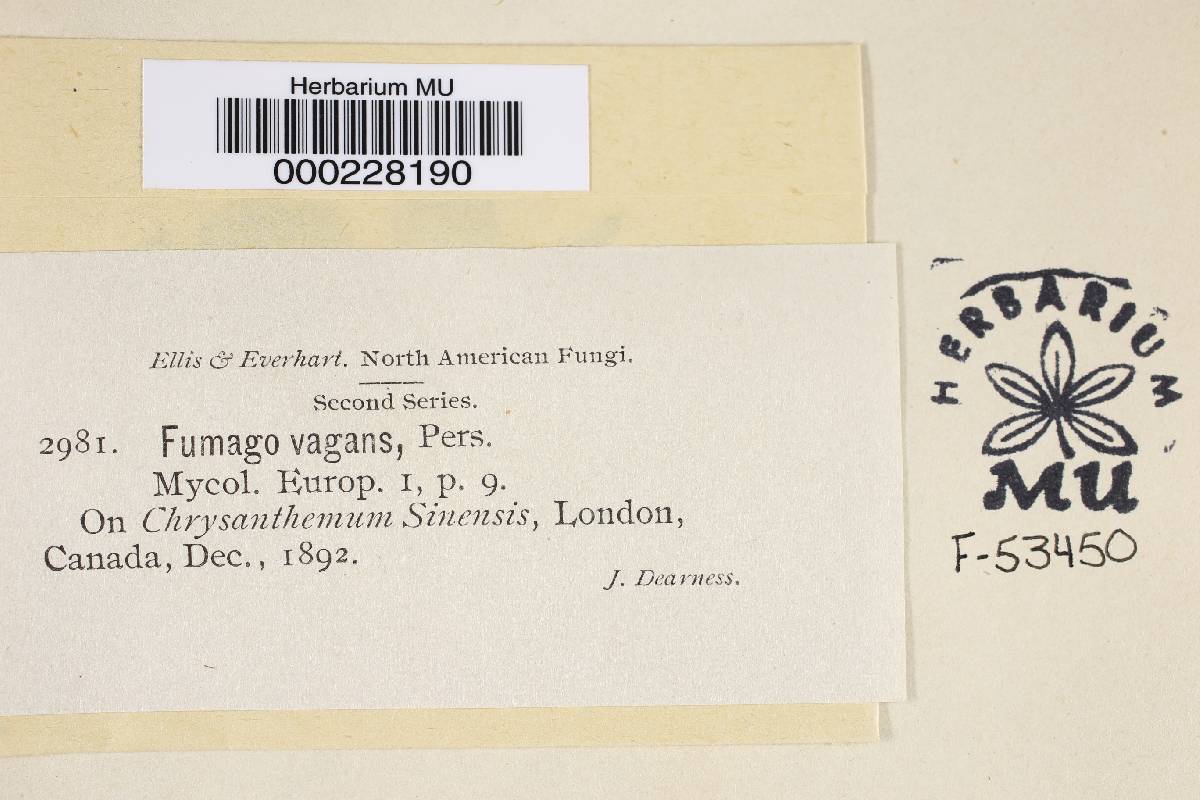 Herbarium MU
000228190
Ellis & Everhart. North American Fungi.
Second Series.
2981. Fumago vagans, Pers.
Mycol. Europ. 1, p. 9.
On Chrysanthemum Sinensis, London,
Canada, Dec., 1892.
J. Dearness.
HERBARIUM
MU
F-53450